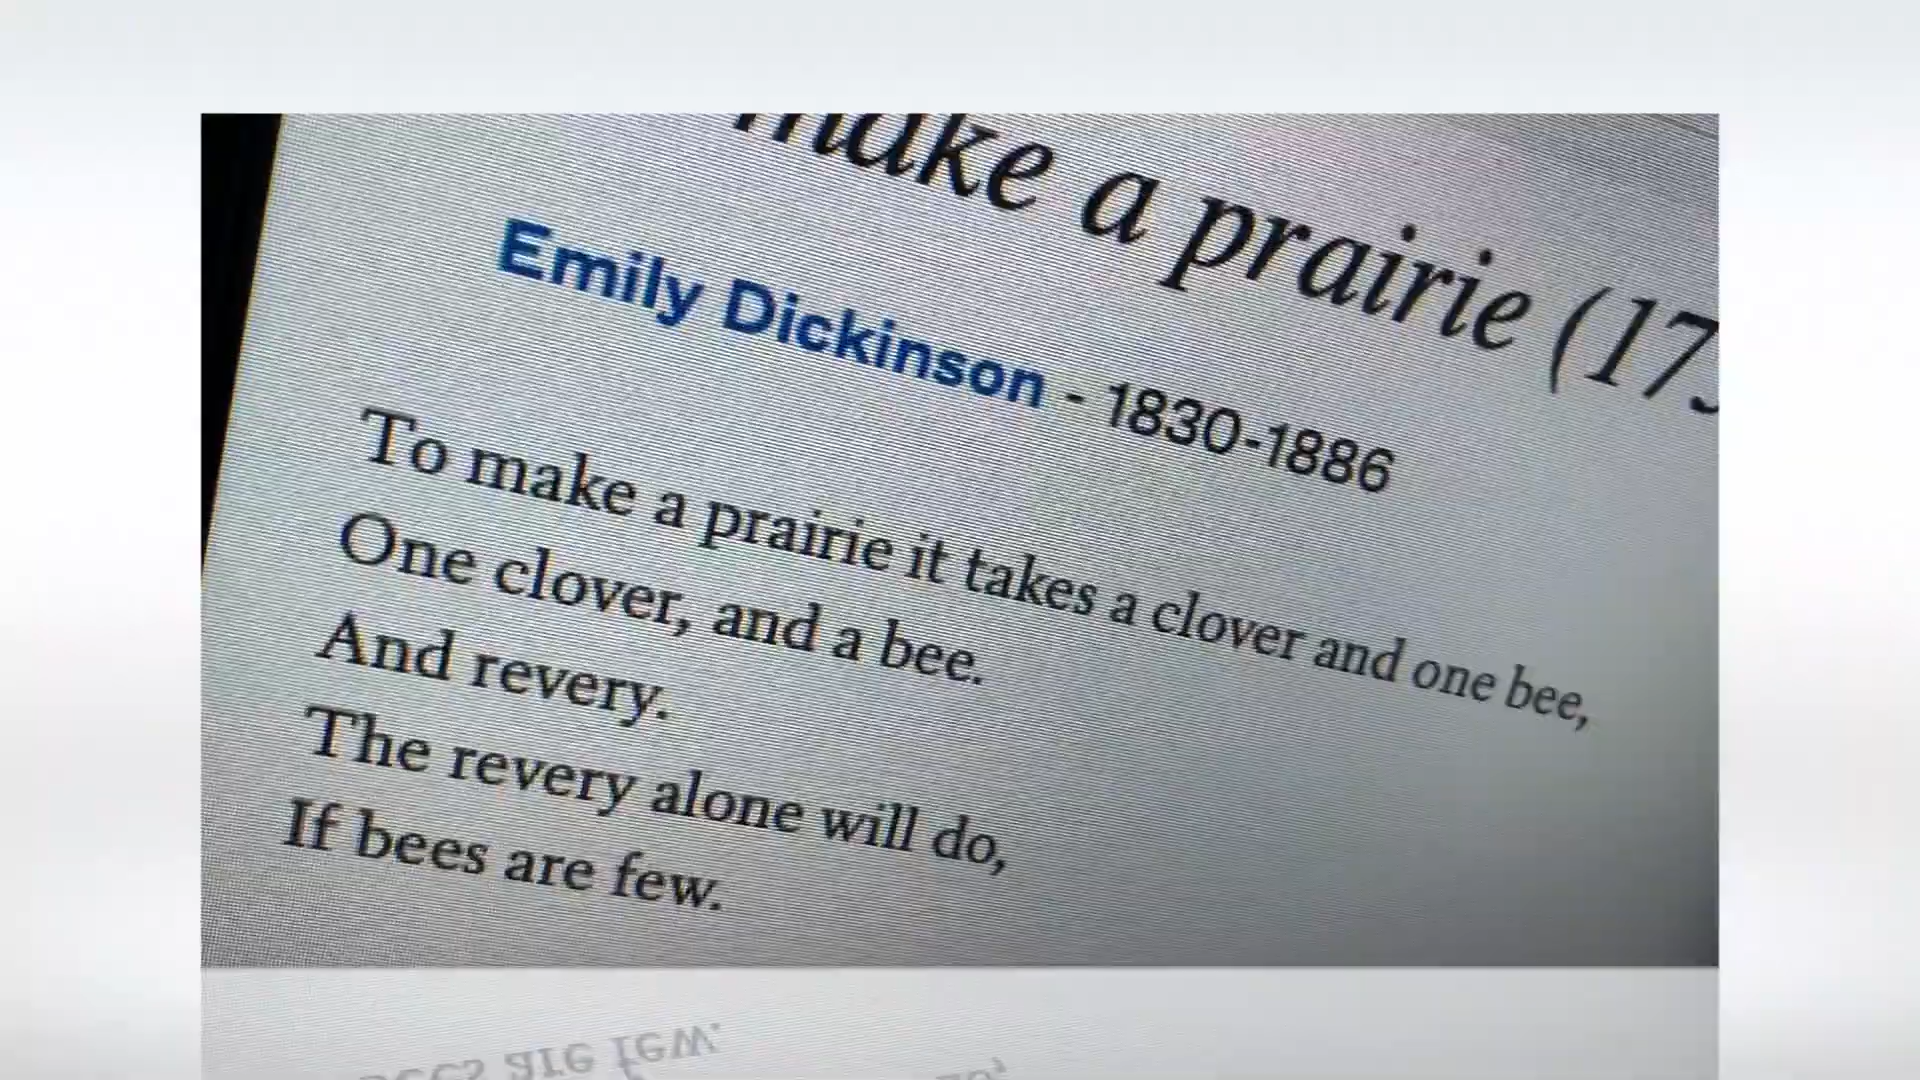 make a prairie (17
Emily Dickinson - 1830-1886
To make a prairie it takes a clover and one bee,
One clover, and a bee.
And revery.
The revery alone will do,
If bees are few.